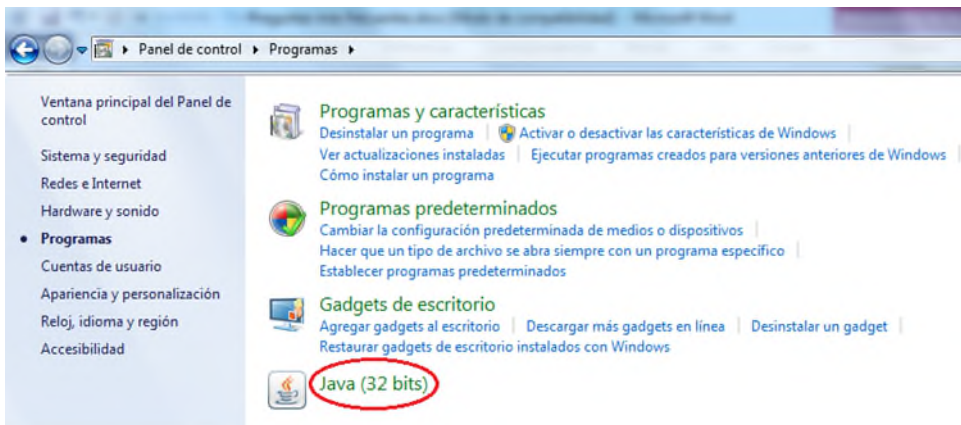 Panel de control ▸ Programas ▸
Ventana principal del Panel de
control
Sistema y seguridad
Redes e Internet
Hardware y sonido
Programas
Cuentas de usuario
Apariencia y personalización
Reloj, idioma y región
Accesibilidad
Programas y características
Desinstalar un programa | Activar o desactivar las características de Windows |
Ver actualizaciones instaladas | Ejecutar programas creados para versiones anteriores de Windows |
Cómo instalar un programa
Programas predeterminados
Cambiar la configuración predeterminada de medios o dispositivos |
Hacer que un tipo de archivo se abra siempre con un programa específico |
Establecer programas predeterminados
Gadgets de escritorio
Agregar gadgets al escritorio | Descargar más gadgets en línea | Desinstalar un gadget |
Restaurar gadgets de escritorio instalados con Windows
Java (32 bits)